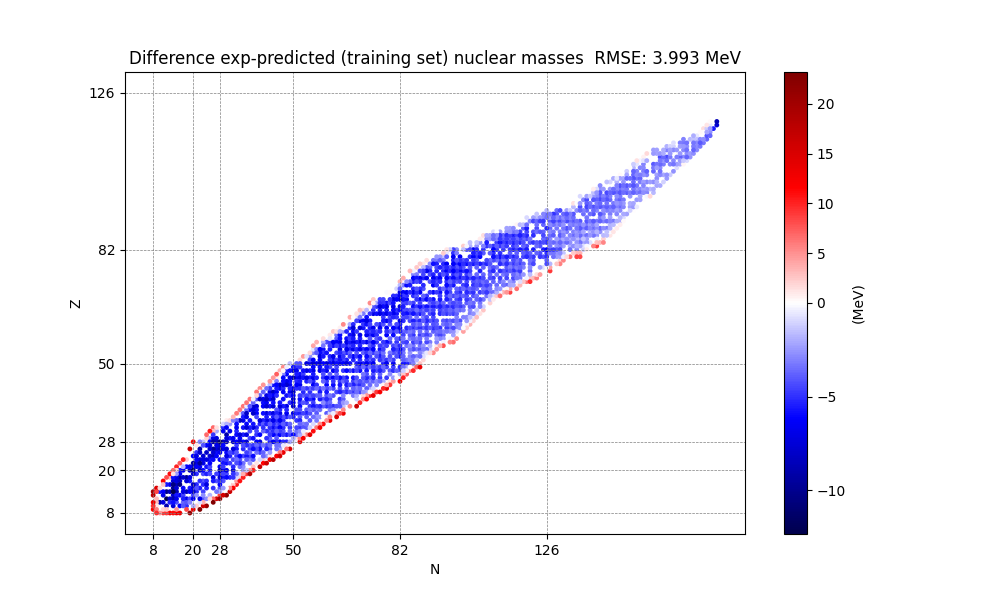 Difference exp-predicted (training set) nuclear masses  RMSE: 3.993 MeV
126
82
50
28
20
8
Z
8 20 28 50 82 126
N
20
15
10
5
0
−5
−10
(MeV)